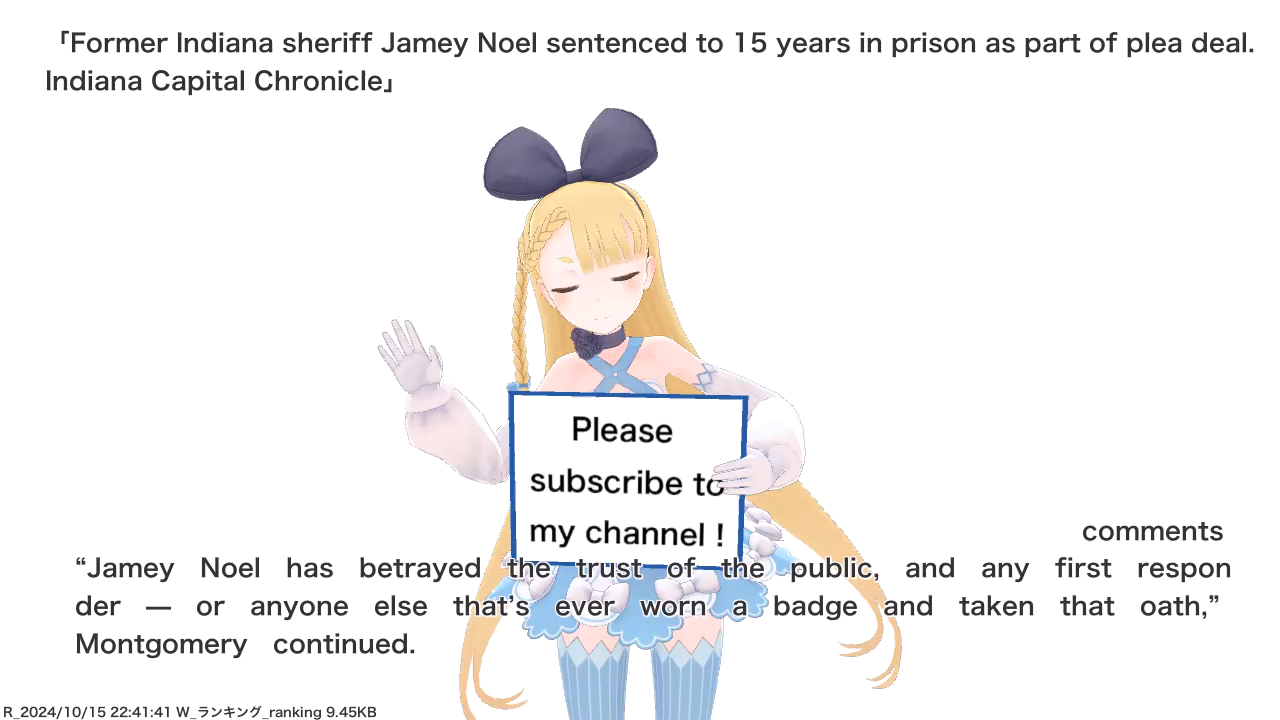 「Former Indiana sheriff Jamey Noel sentenced to 15 years in prison as part of plea deal.
Indiana Capital Chronicle」
Please
subscribe to
my channel !
comments
“Jamey Noel has betrayed the trust of the public, and any first respon
der — or anyone else that’s ever worn a badge and taken that oath,”
Montgomery continued.
R_2024/10/15 22:41:41 W_ランキング_ranking 9.45KB